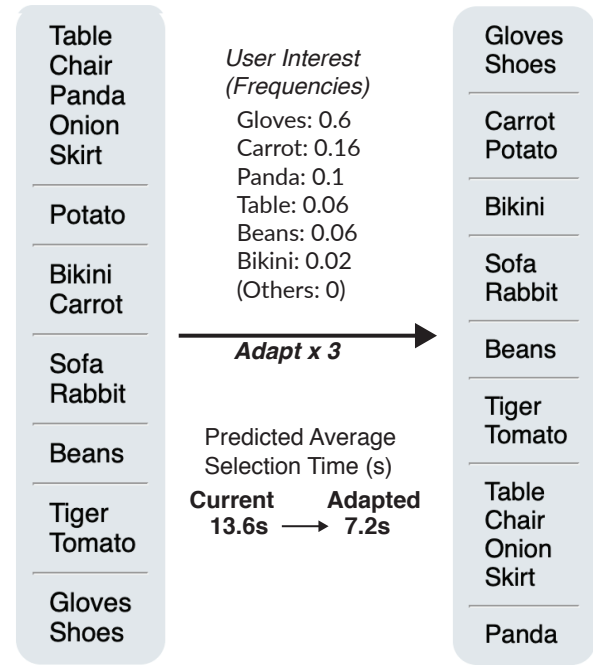 Table
Chair
Panda
Onion
Skirt
Potato
Bikini
Carrot
Sofa
Rabbit
Beans
Tiger
Tomato
Gloves
Shoes
User Interest
(Frequencies)
Gloves: 0.6
Carrot: 0.16
Panda: 0.1
Table: 0.06
Beans: 0.06
Bikini: 0.02
(Others: 0)
Adapt x 3
Predicted Average
Selection Time (s)
Current Adapted
13.6s 7.2s
Gloves
Shoes
Carrot
Potato
Bikini
Sofa
Rabbit
Beans
Tiger
Tomato
Table
Chair
Onion
Skirt
Panda